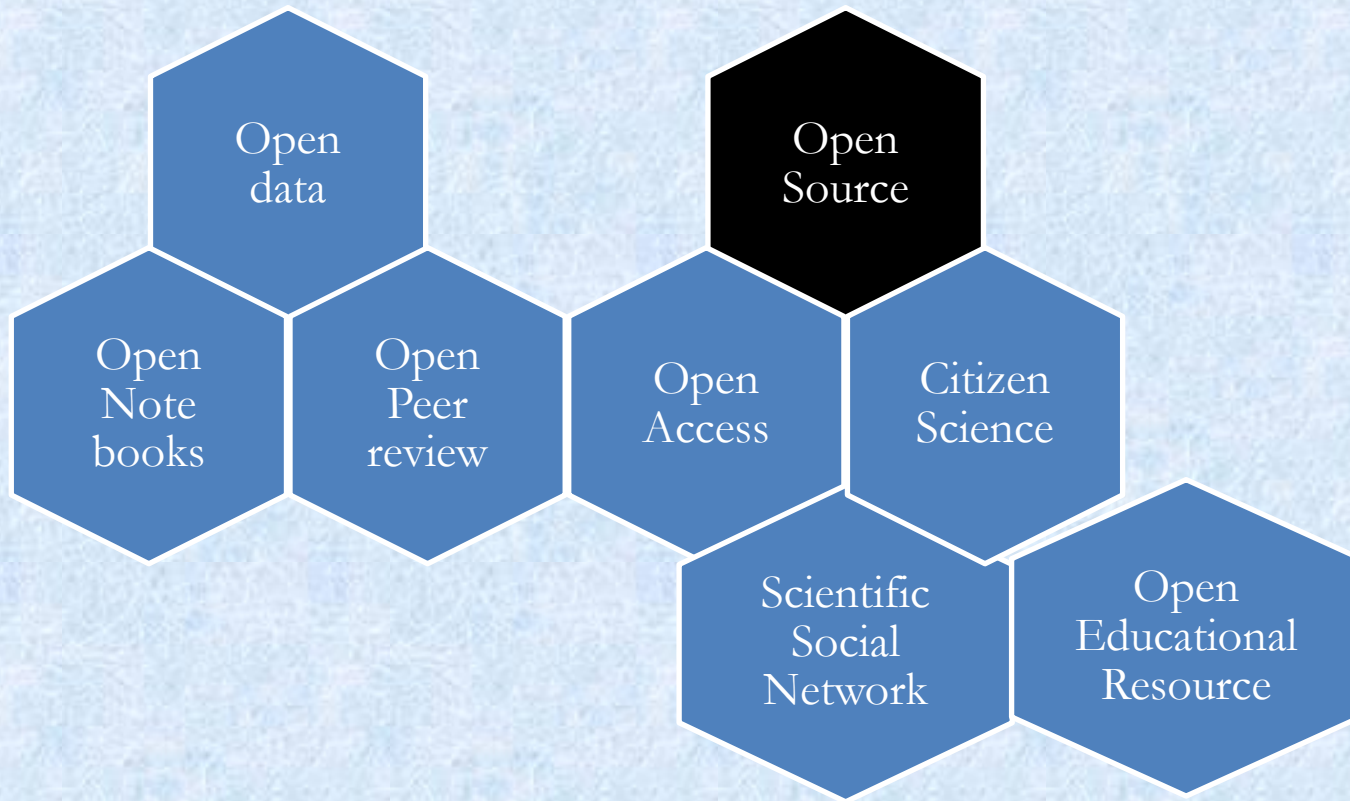 Open
data
Open
Source
Open
Note
books
Open
Peer
review
Open
Access
Citizen
Science
Scientific
Social
Network
Open
Educational
Resource